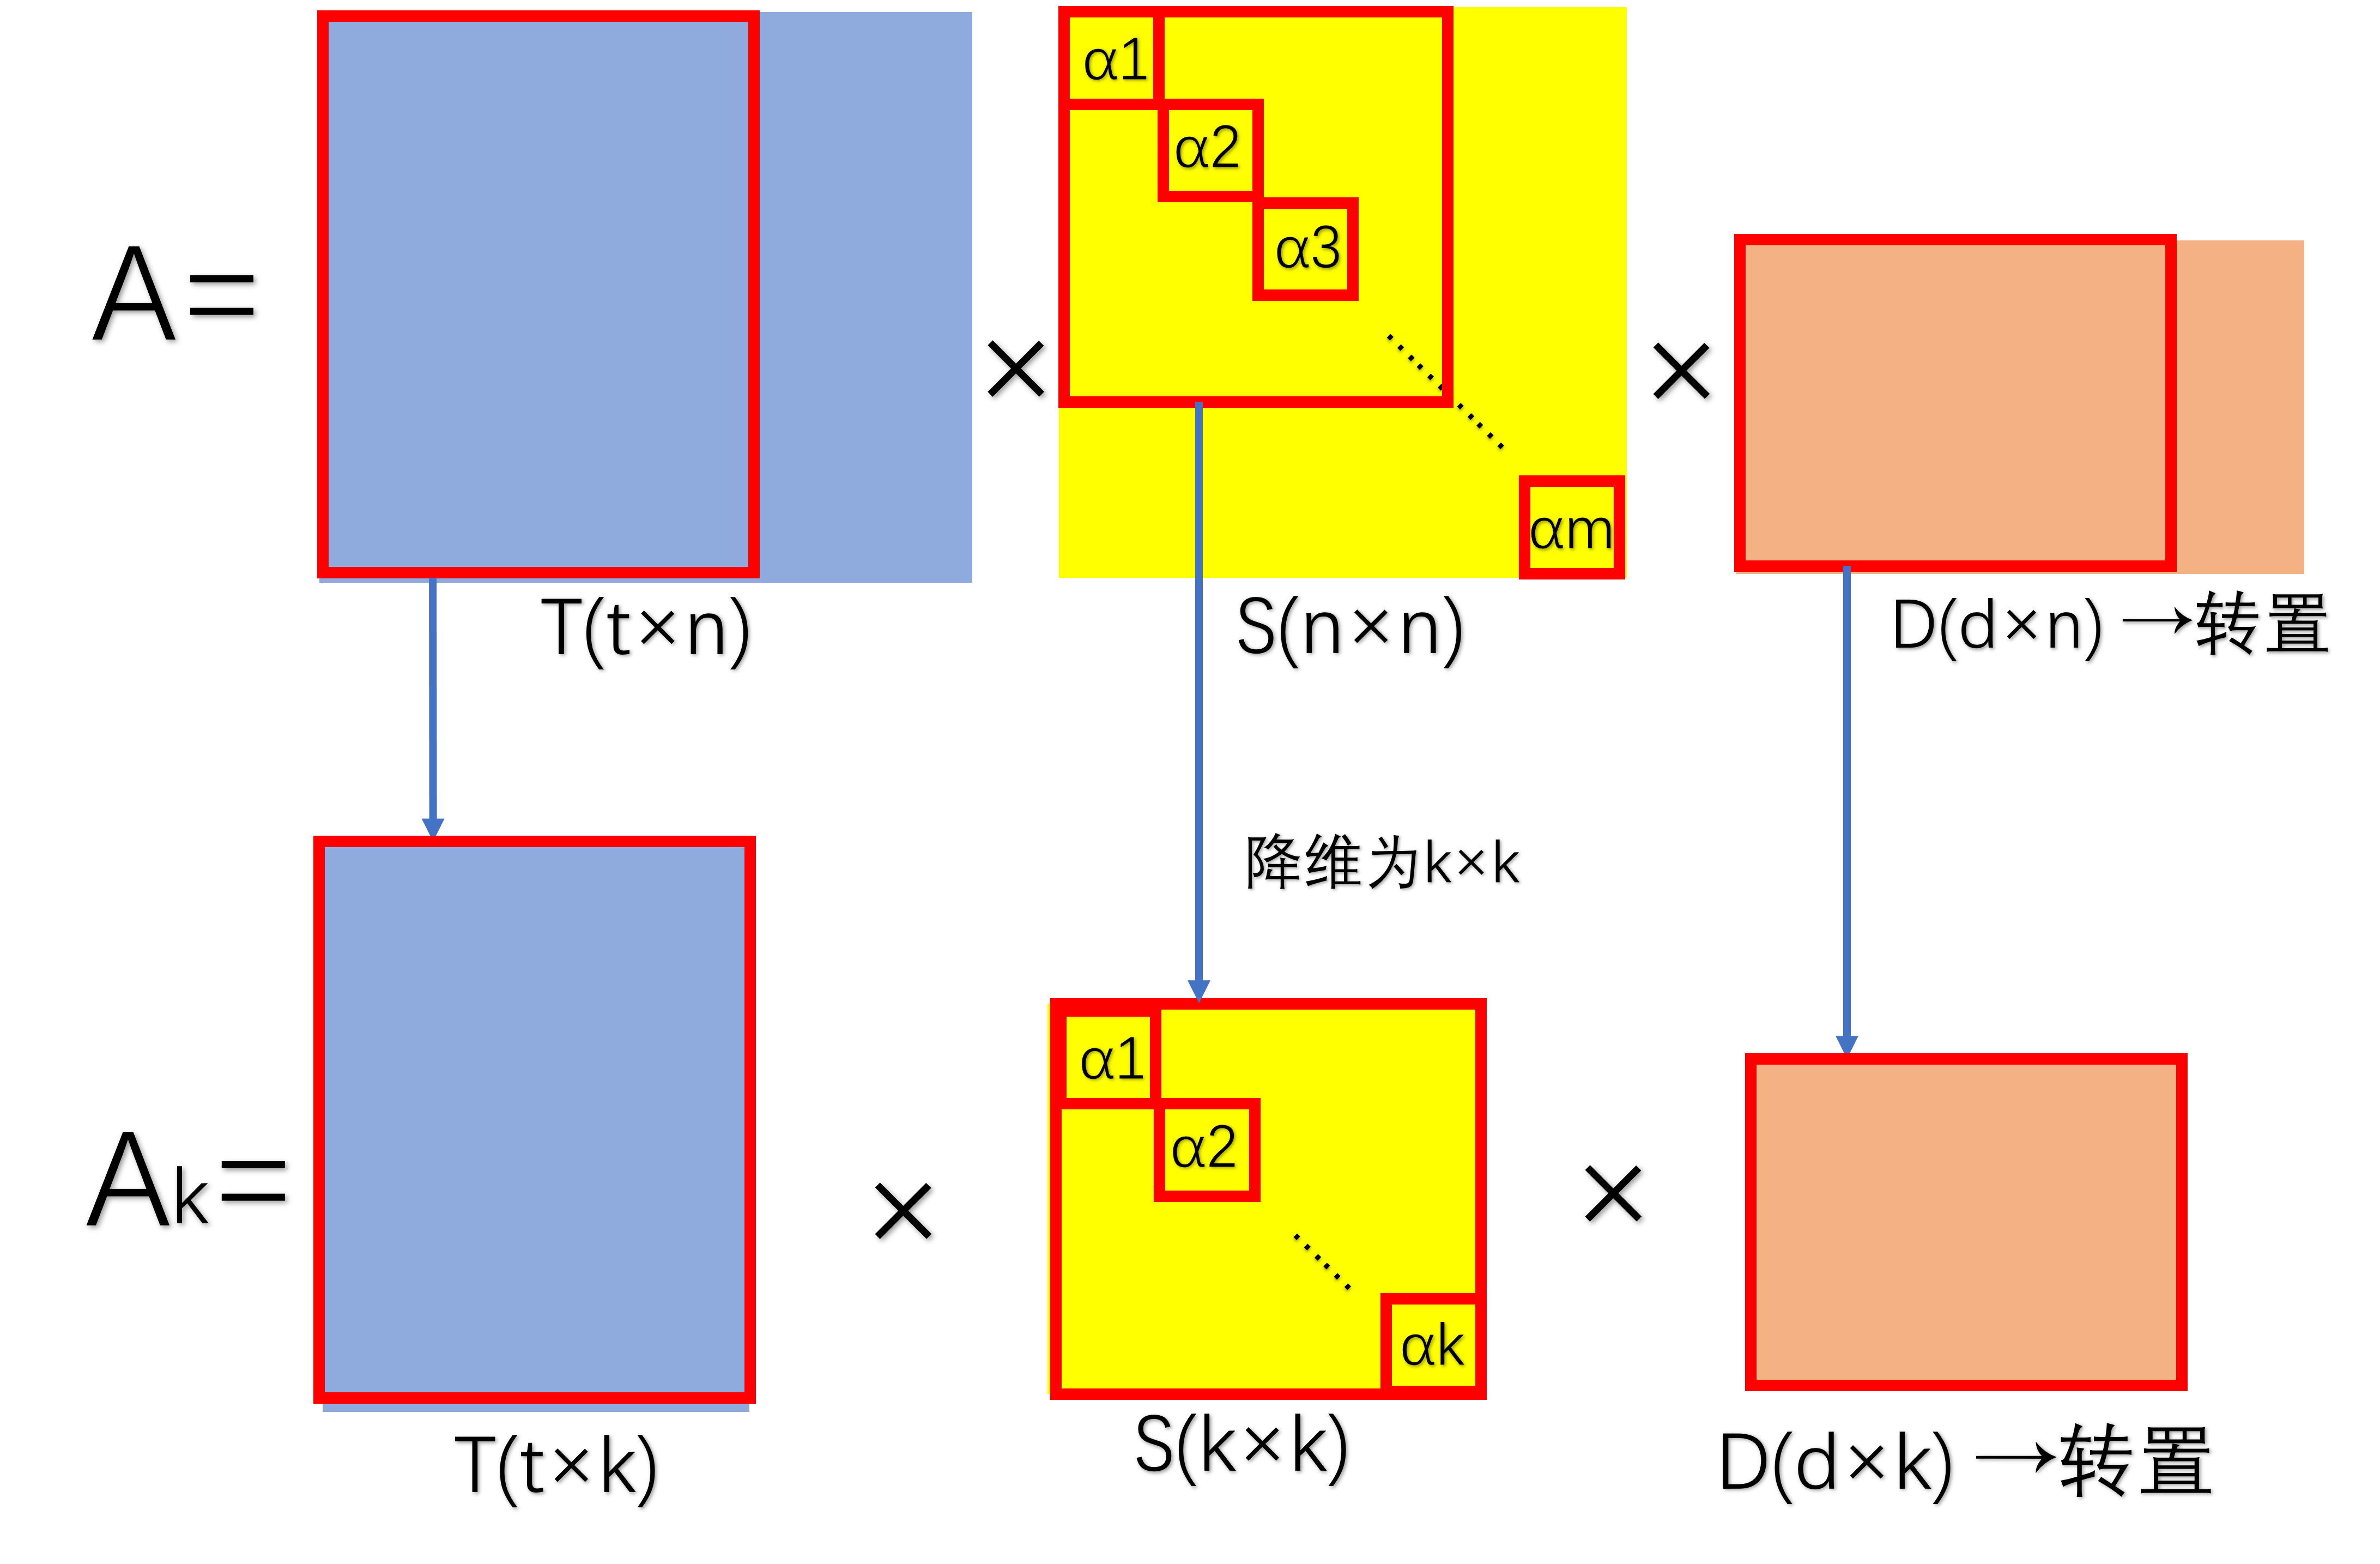 A=
×
×
α1
α2
α3
αm
T(t×n)
S(n×n)
D(d×n)→转置
降维为k×k
Ak=
×
×
α1
α2
αk
T(t×k)
S(k×k)
D(d×k)→转置